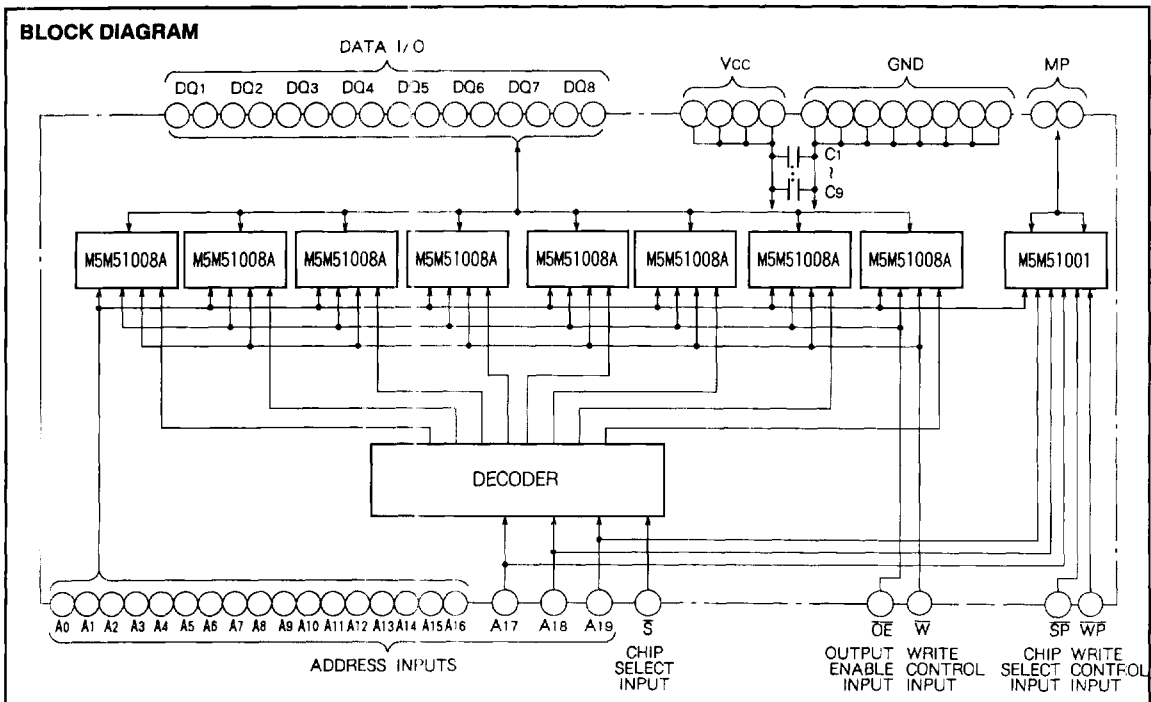 BLOCK DIAGRAM
DATA I/O
VCC
GND
MP
DQ1 DQ2 DQ3 DQ4 DQ5 DQ6 DQ7 DQ8
C1
~
C9
M5M51008A M5M51008A M5M51008A M5M51008A M5M51008A M5M51008A M5M51008A M5M51008A M5M51001
DECODER
A0 A1 A2 A3 A4 A5 A6 A7 A8 A9 A10 A11 A12 A13 A14 A15 A16 A17 A18 A19 S̅ O̅E̅ W̅ S̅P̅ W̅P̅
ADDRESS INPUTS
CHIP
SELECT
INPUT
OUTPUT
ENABLE
INPUT
WRITE
CONTROL
INPUT
CHIP
SELECT
INPUT
WRITE
CONTROL
INPUT